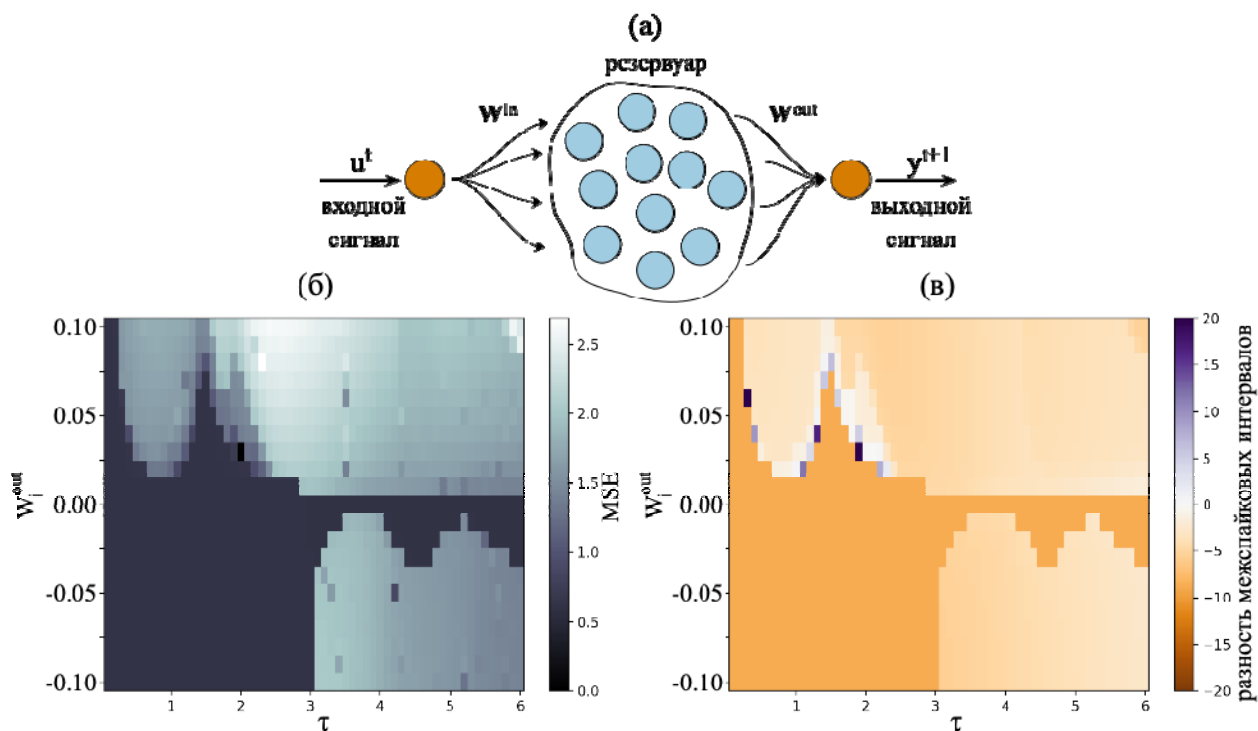 (а)
резервуар
W^in
W^out
u^t
y^t+1
входной
сигнал
выходной
сигнал
(б)
(в)
0.10
0.05
0.00
-0.05
-0.10
W_i^out
1 2 3 4 5 6
τ
2.5
2.0
1.5
1.0
0.5
0.0
MSE
0.10
0.05
0.00
-0.05
-0.10
W_i^out
1 2 3 4 5 6
τ
20
15
10
5
0
−5
−10
−15
−20
разность межспайковых интервалов